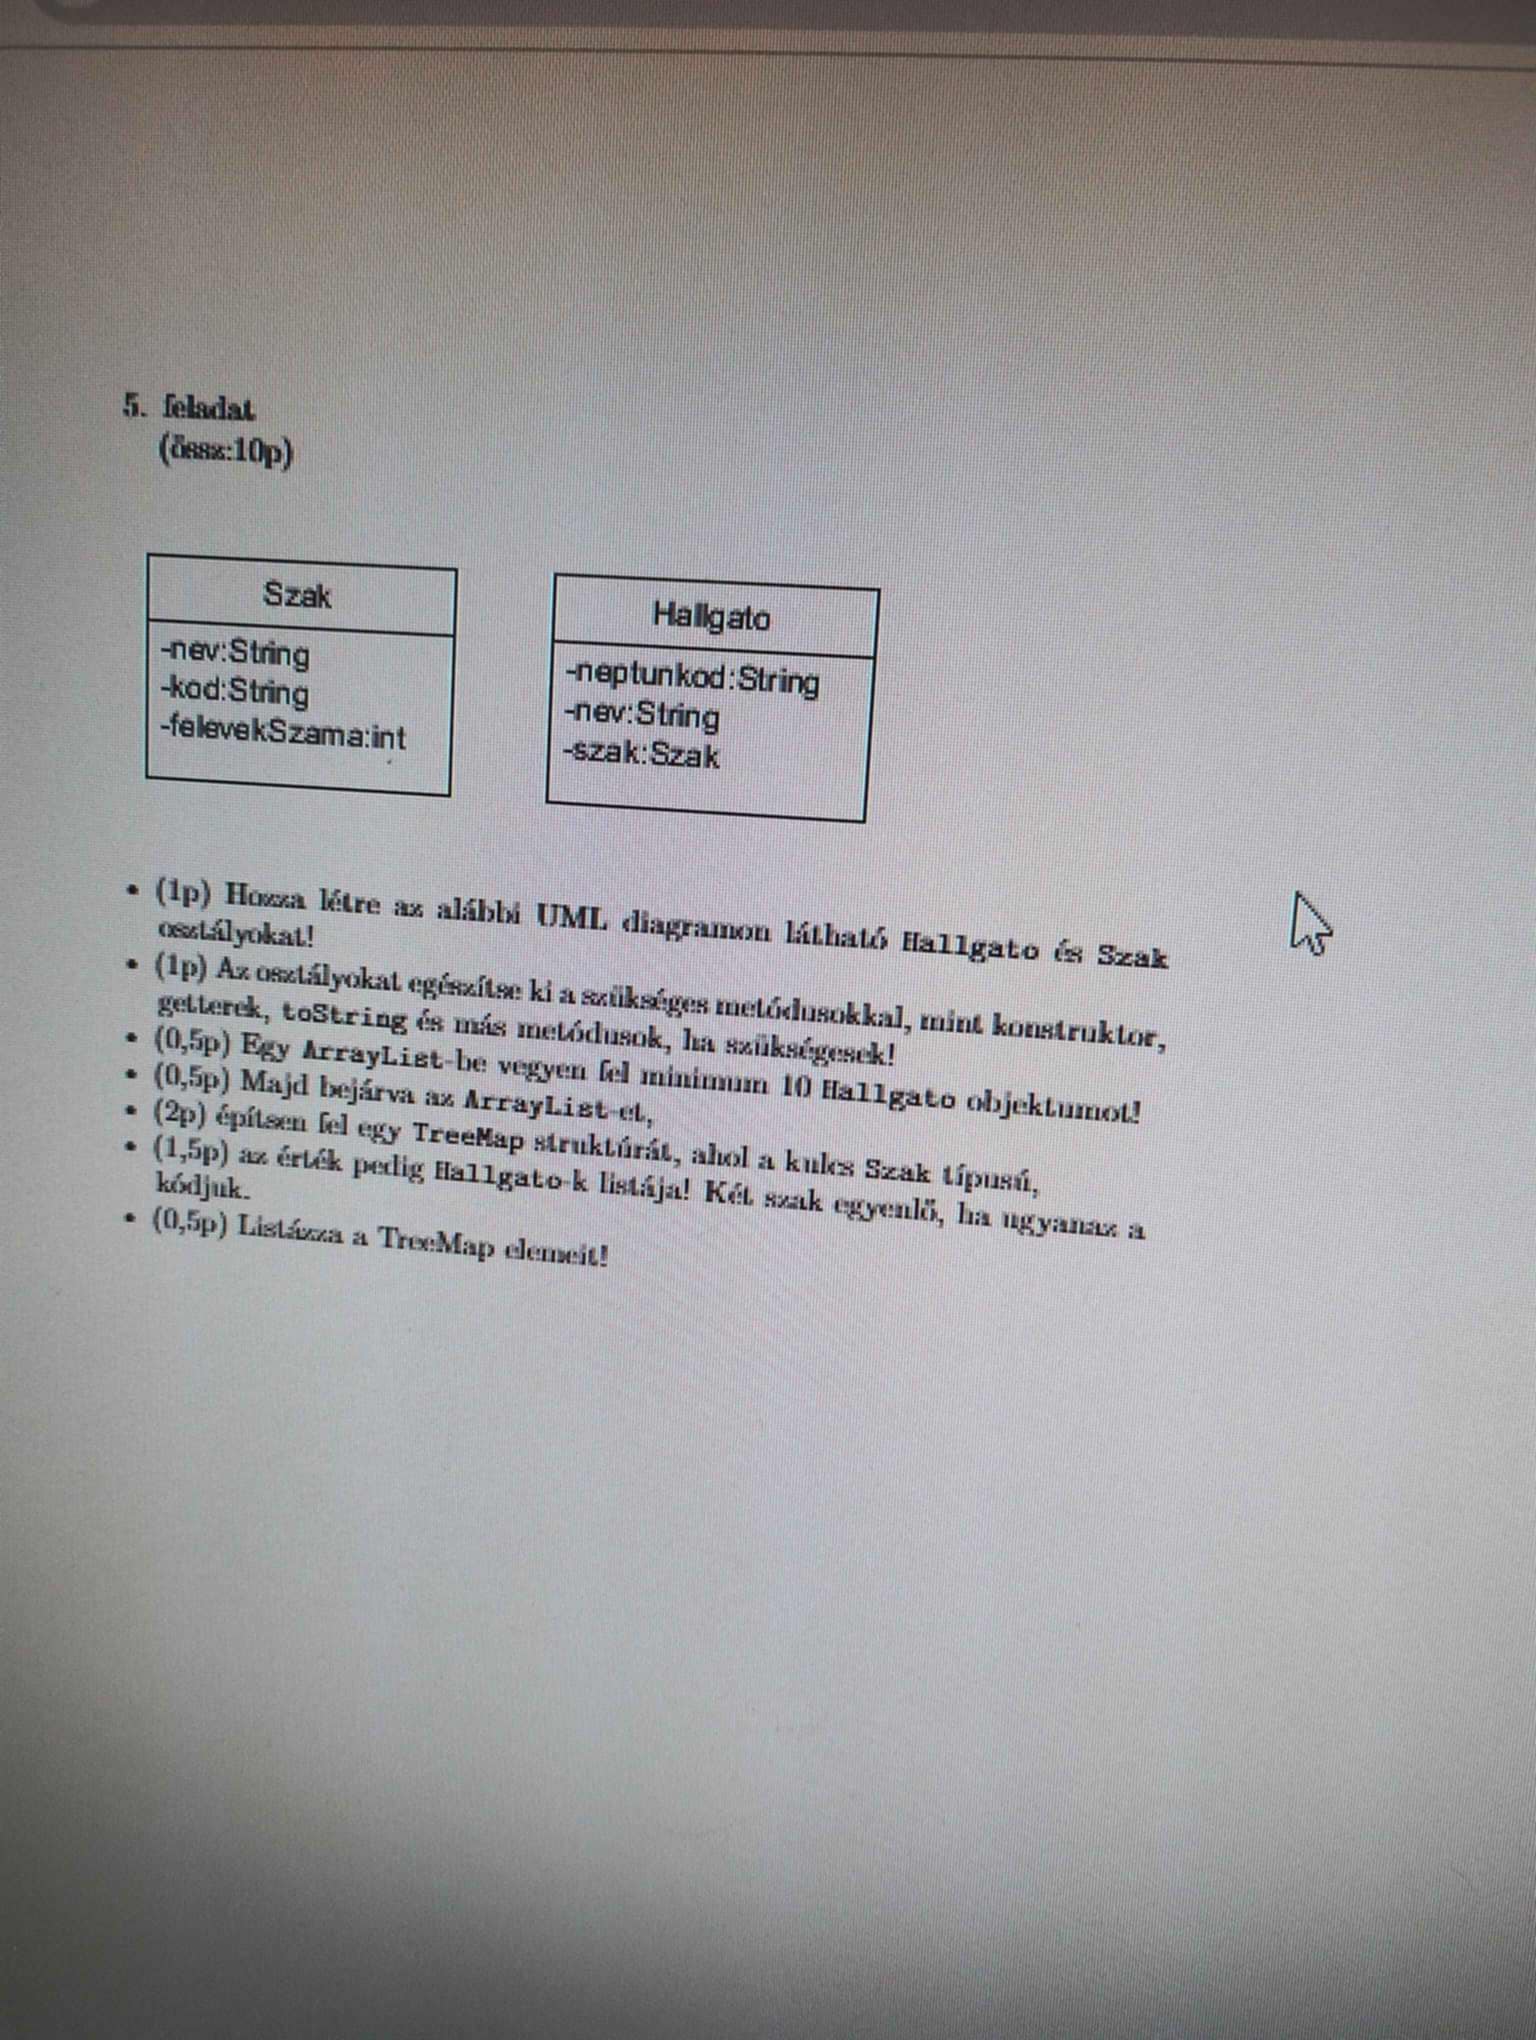 5. feladat
(össz:10p)
Szak
-nev:String
-kod:String
-felevekSzama:int
Hallgato
-neptunkod:String
-nev:String
-szak:Szak
• (1p) Hozza létre az alábbi UML diagramon látható Hallgato és Szak
osztályokat!
• (1p) Az osztályokat egészítse ki a szükséges metódusokkal, mint konstruktor,
getterek, toString és más metódusok, ha szükségesek!
• (0,5p) Egy ArrayList-be vegyen fel minimum 10 Hallgato objektumot!
• (0,5p) Majd bejárva az ArrayList-et,
• (2p) építsen fel egy TreeMap struktúrát, ahol a kulcs Szak típusú,
• (1,5p) az érték pedig Hallgato-k listája! Két szak egyenlő, ha ugyanaz a
kódjuk.
• (0,5p) Listázza a TreeMap elemeit!